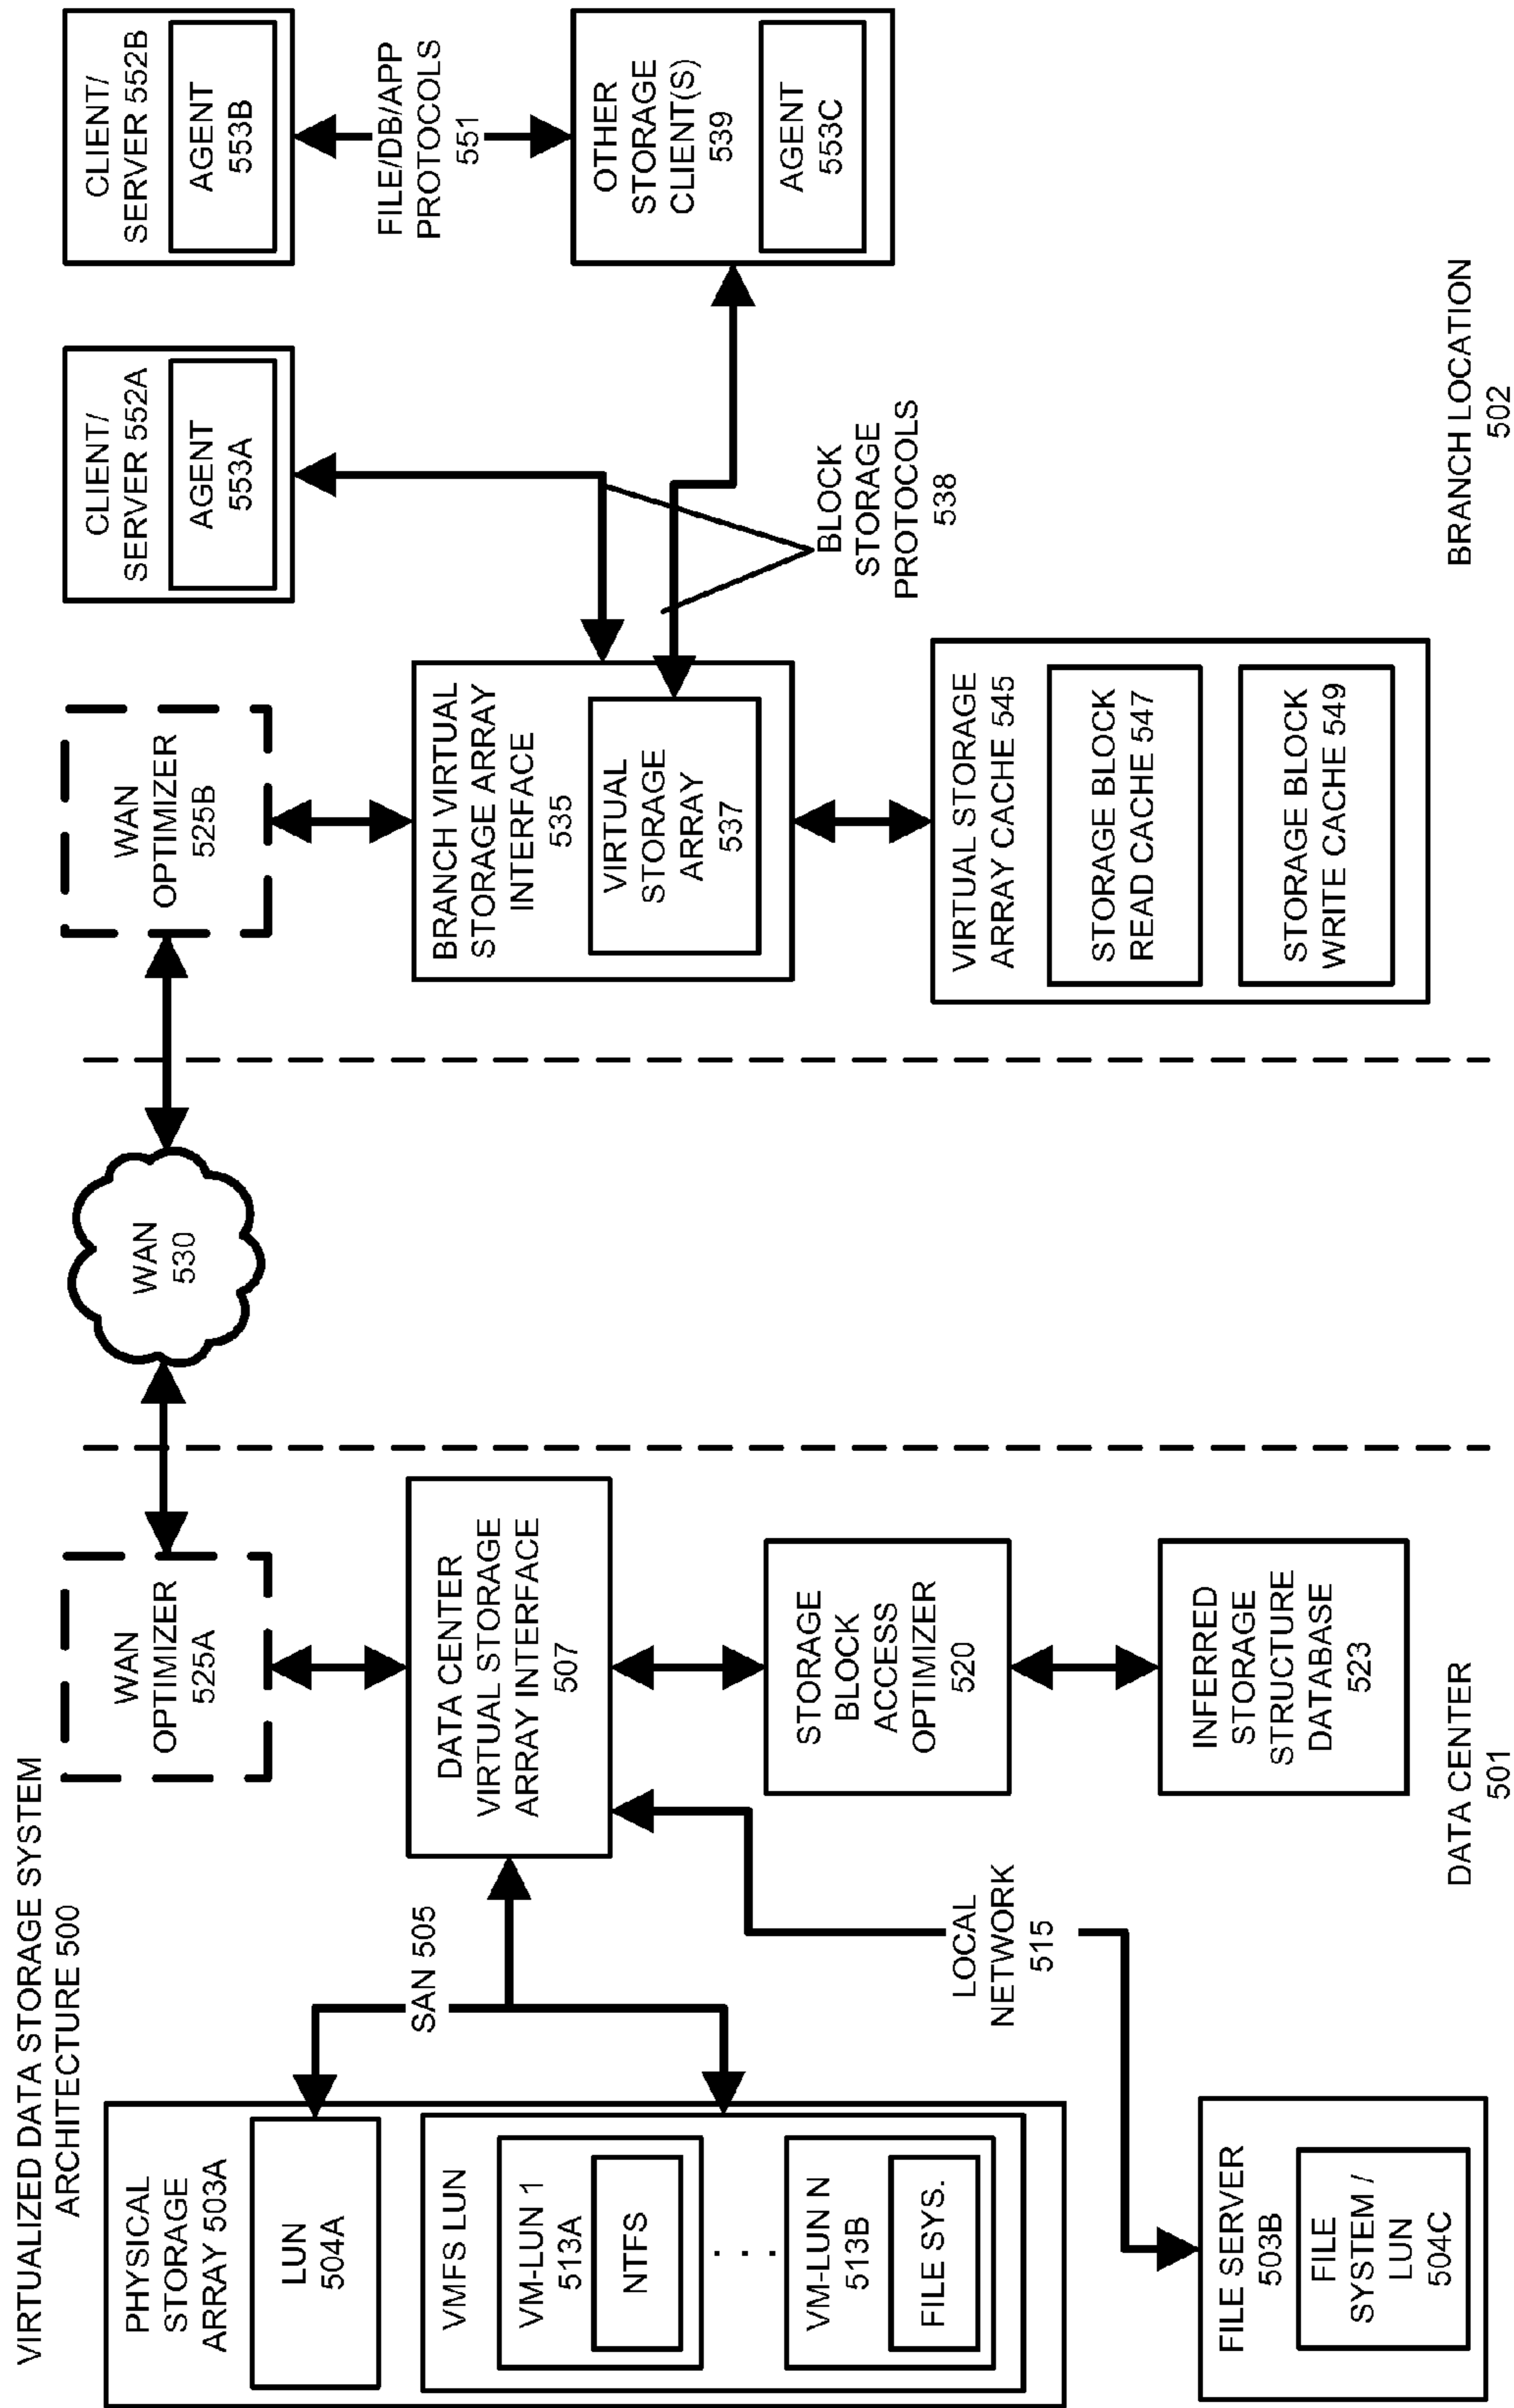 VIRTUALIZED DATA STORAGE SYSTEM
ARCHITECTURE 500
PHYSICAL
STORAGE
ARRAY 503A
LUN
504A
VMFS LUN
VM-LUN 1
513A
NTFS
. . .
VM-LUN N
513B
FILE SYS.
FILE SERVER
503B
FILE
SYSTEM /
LUN
504C
SAN 505
LOCAL
NETWORK
515
WAN
OPTIMIZER
525A
DATA CENTER
VIRTUAL STORAGE
ARRAY INTERFACE
507
STORAGE
BLOCK
ACCESS
OPTIMIZER
520
INFERRED
STORAGE
STRUCTURE
DATABASE
523
DATA CENTER
501
WAN
530
WAN
OPTIMIZER
525B
BRANCH VIRTUAL
STORAGE ARRAY
INTERFACE
535
VIRTUAL
STORAGE
ARRAY
537
VIRTUAL STORAGE
ARRAY CACHE 545
STORAGE BLOCK
READ CACHE 547
STORAGE BLOCK
WRITE CACHE 549
CLIENT/
SERVER 552A
AGENT
553A
BLOCK
STORAGE
PROTOCOLS
538
CLIENT/
SERVER 552B
AGENT
553B
FILE/DB/APP
PROTOCOLS
551
OTHER
STORAGE
CLIENT(S)
539
AGENT
553C
BRANCH LOCATION
502